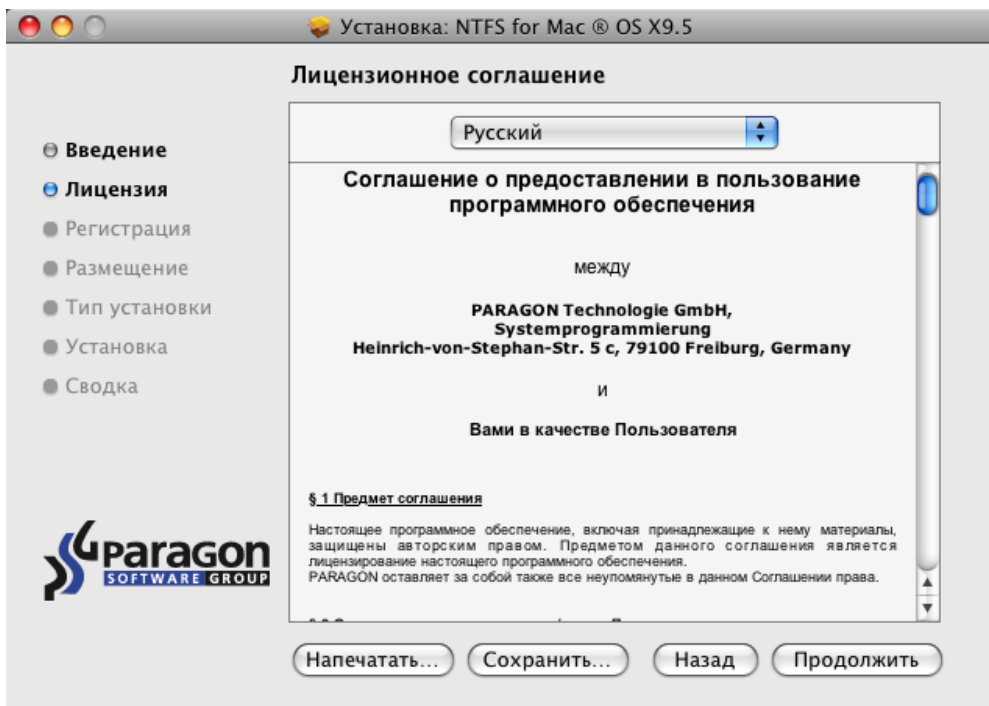 Установка: NTFS for Mac ® OS X9.5
Лицензионное соглашение
Введение
Лицензия
Регистрация
Размещение
Тип установки
Установка
Сводка
Русский
Соглашение о предоставлении в пользование
программного обеспечения
между
PARAGON Technologie GmbH,
Systemprogrammierung
Heinrich-von-Stephan-Str. 5 c, 79100 Freiburg, Germany
и
Вами в качестве Пользователя
§ 1 Предмет соглашения
Настоящее программное обеспечение, включая принадлежащие к нему материалы,
защищены авторским правом. Предметом данного соглашения является
лицензирование настоящего программного обеспечения.
PARAGON оставляет за собой также все неупомянутые в данном Соглашении права.
paragon
SOFTWARE GROUP
Напечатать...
Сохранить...
Назад
Продолжить